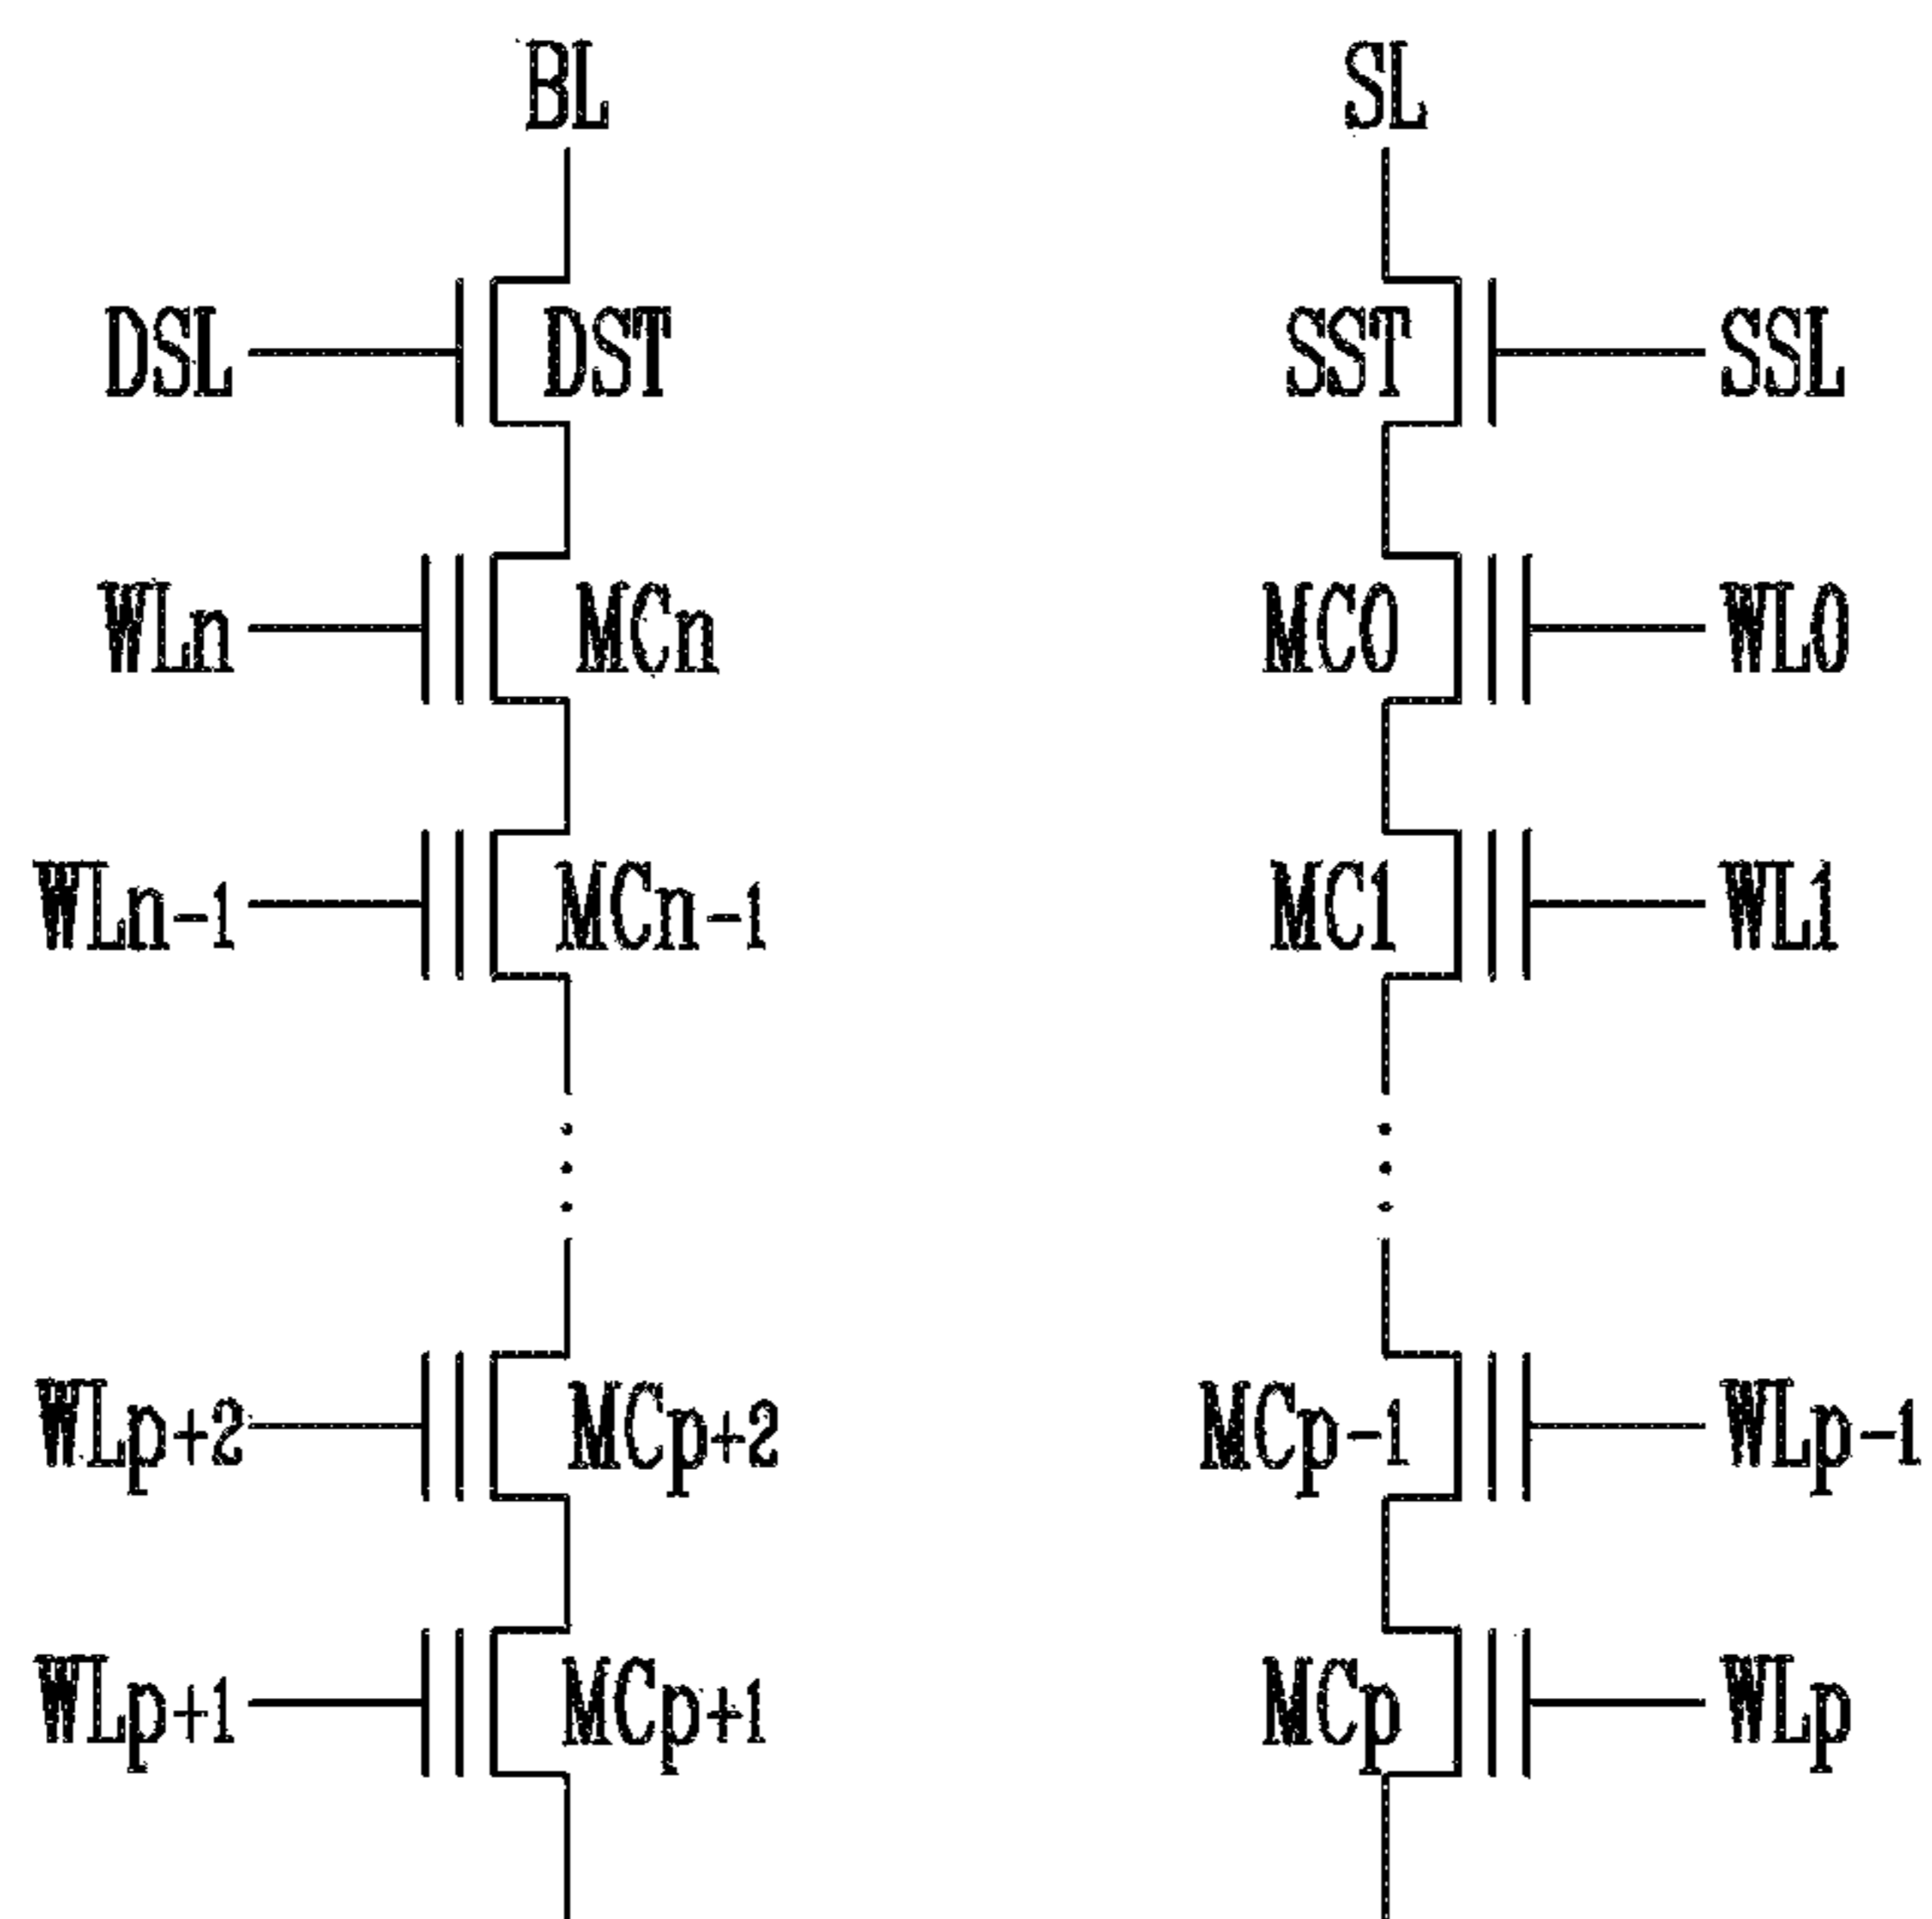 BL SL
DSL DST SST SSL
WLn MCn MC0 WL0
WLn-1 MCn-1 MC1 WL1
WLp+2 MCp+2 MCp-1 WLp-1
WLp+1 MCp+1 MCp WLp